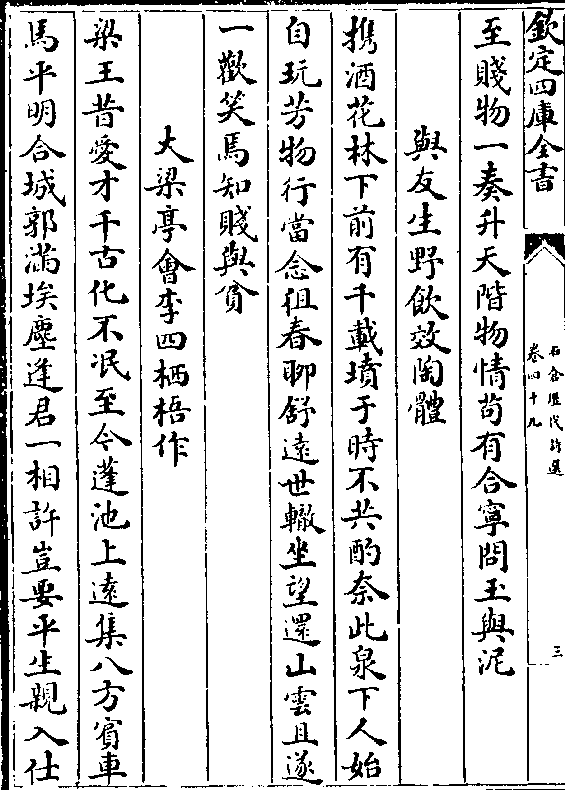 欽定四庫全書
石倉歷代詩選
卷四十九
三
至賤物一奏升天階物情苟有合寧問玉與泥
與友生野飲效陶體
携酒花林下前有千載墳于時不共酌奈此泉下人始
自玩芳物行當念徂春聊舒遠世轍坐望還山雲且遂
一歡笑焉知賤與貧
大梁亭會李四栖梧作
梁王昔愛才千古化不泯至今蓬池上遠集八方賓車
馬平明合城郭滿埃塵逢君一相許豈要平生親入仕